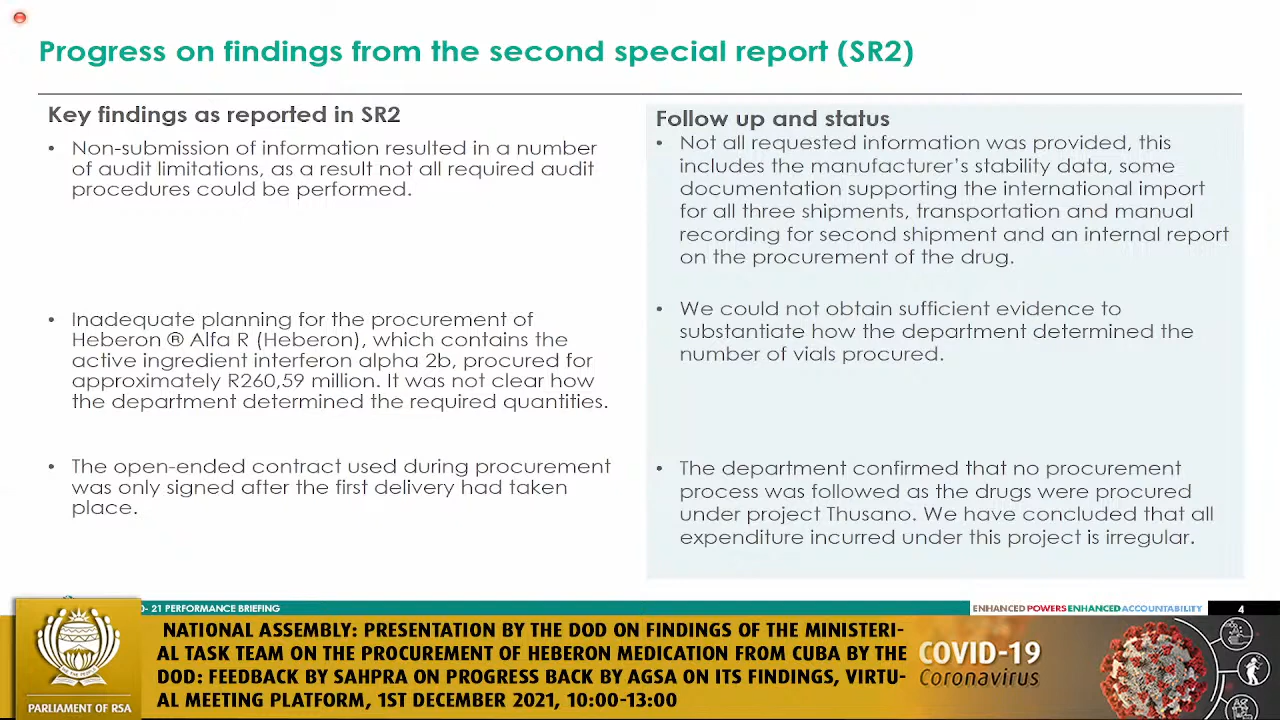 Progress on findings from the second special report (SR2)
Key findings as reported in SR2
• Non-submission of information resulted in a number
of audit limitations, as a result not all required audit
procedures could be performed.
• Inadequate planning for the procurement of
Heberon ® Alfa R (Heberon), which contains the
active ingredient interferon alpha 2b, procured for
approximately R260,59 million. It was not clear how
the department determined the required quantities.
• The open-ended contract used during procurement
was only signed after the first delivery had taken
place.
Follow up and status
• Not all requested information was provided, this
includes the manufacturer's stability data, some
documentation supporting the international import
for all three shipments, transportation and manual
recording for second shipment and an internal report
on the procurement of the drug.
• We could not obtain sufficient evidence to
substantiate how the department determined the
number of vials procured.
• The department confirmed that no procurement
process was followed as the drugs were procured
under project Thusano. We have concluded that all
expenditure incurred under this project is irregular.
- 21 PERFORMANCE BRIEFING
ENHANCED POWERS ENHANCED ACCOUNTABILITY
4
NATIONAL ASSEMBLY: PRESENTATION BY THE DOD ON FINDINGS OF THE MINISTERI-
AL TASK TEAM ON THE PROCUREMENT OF HEBERON MEDICATION FROM CUBA BY THE
DOD: FEEDBACK BY SAHPRA ON PROGRESS BACK BY AGSA ON ITS FINDINGS, VIRTU-
AL MEETING PLATFORM, 1ST DECEMBER 2021, 10:00-13:00
PARLIAMENT OF RSA
COVID-19
Coronavirus